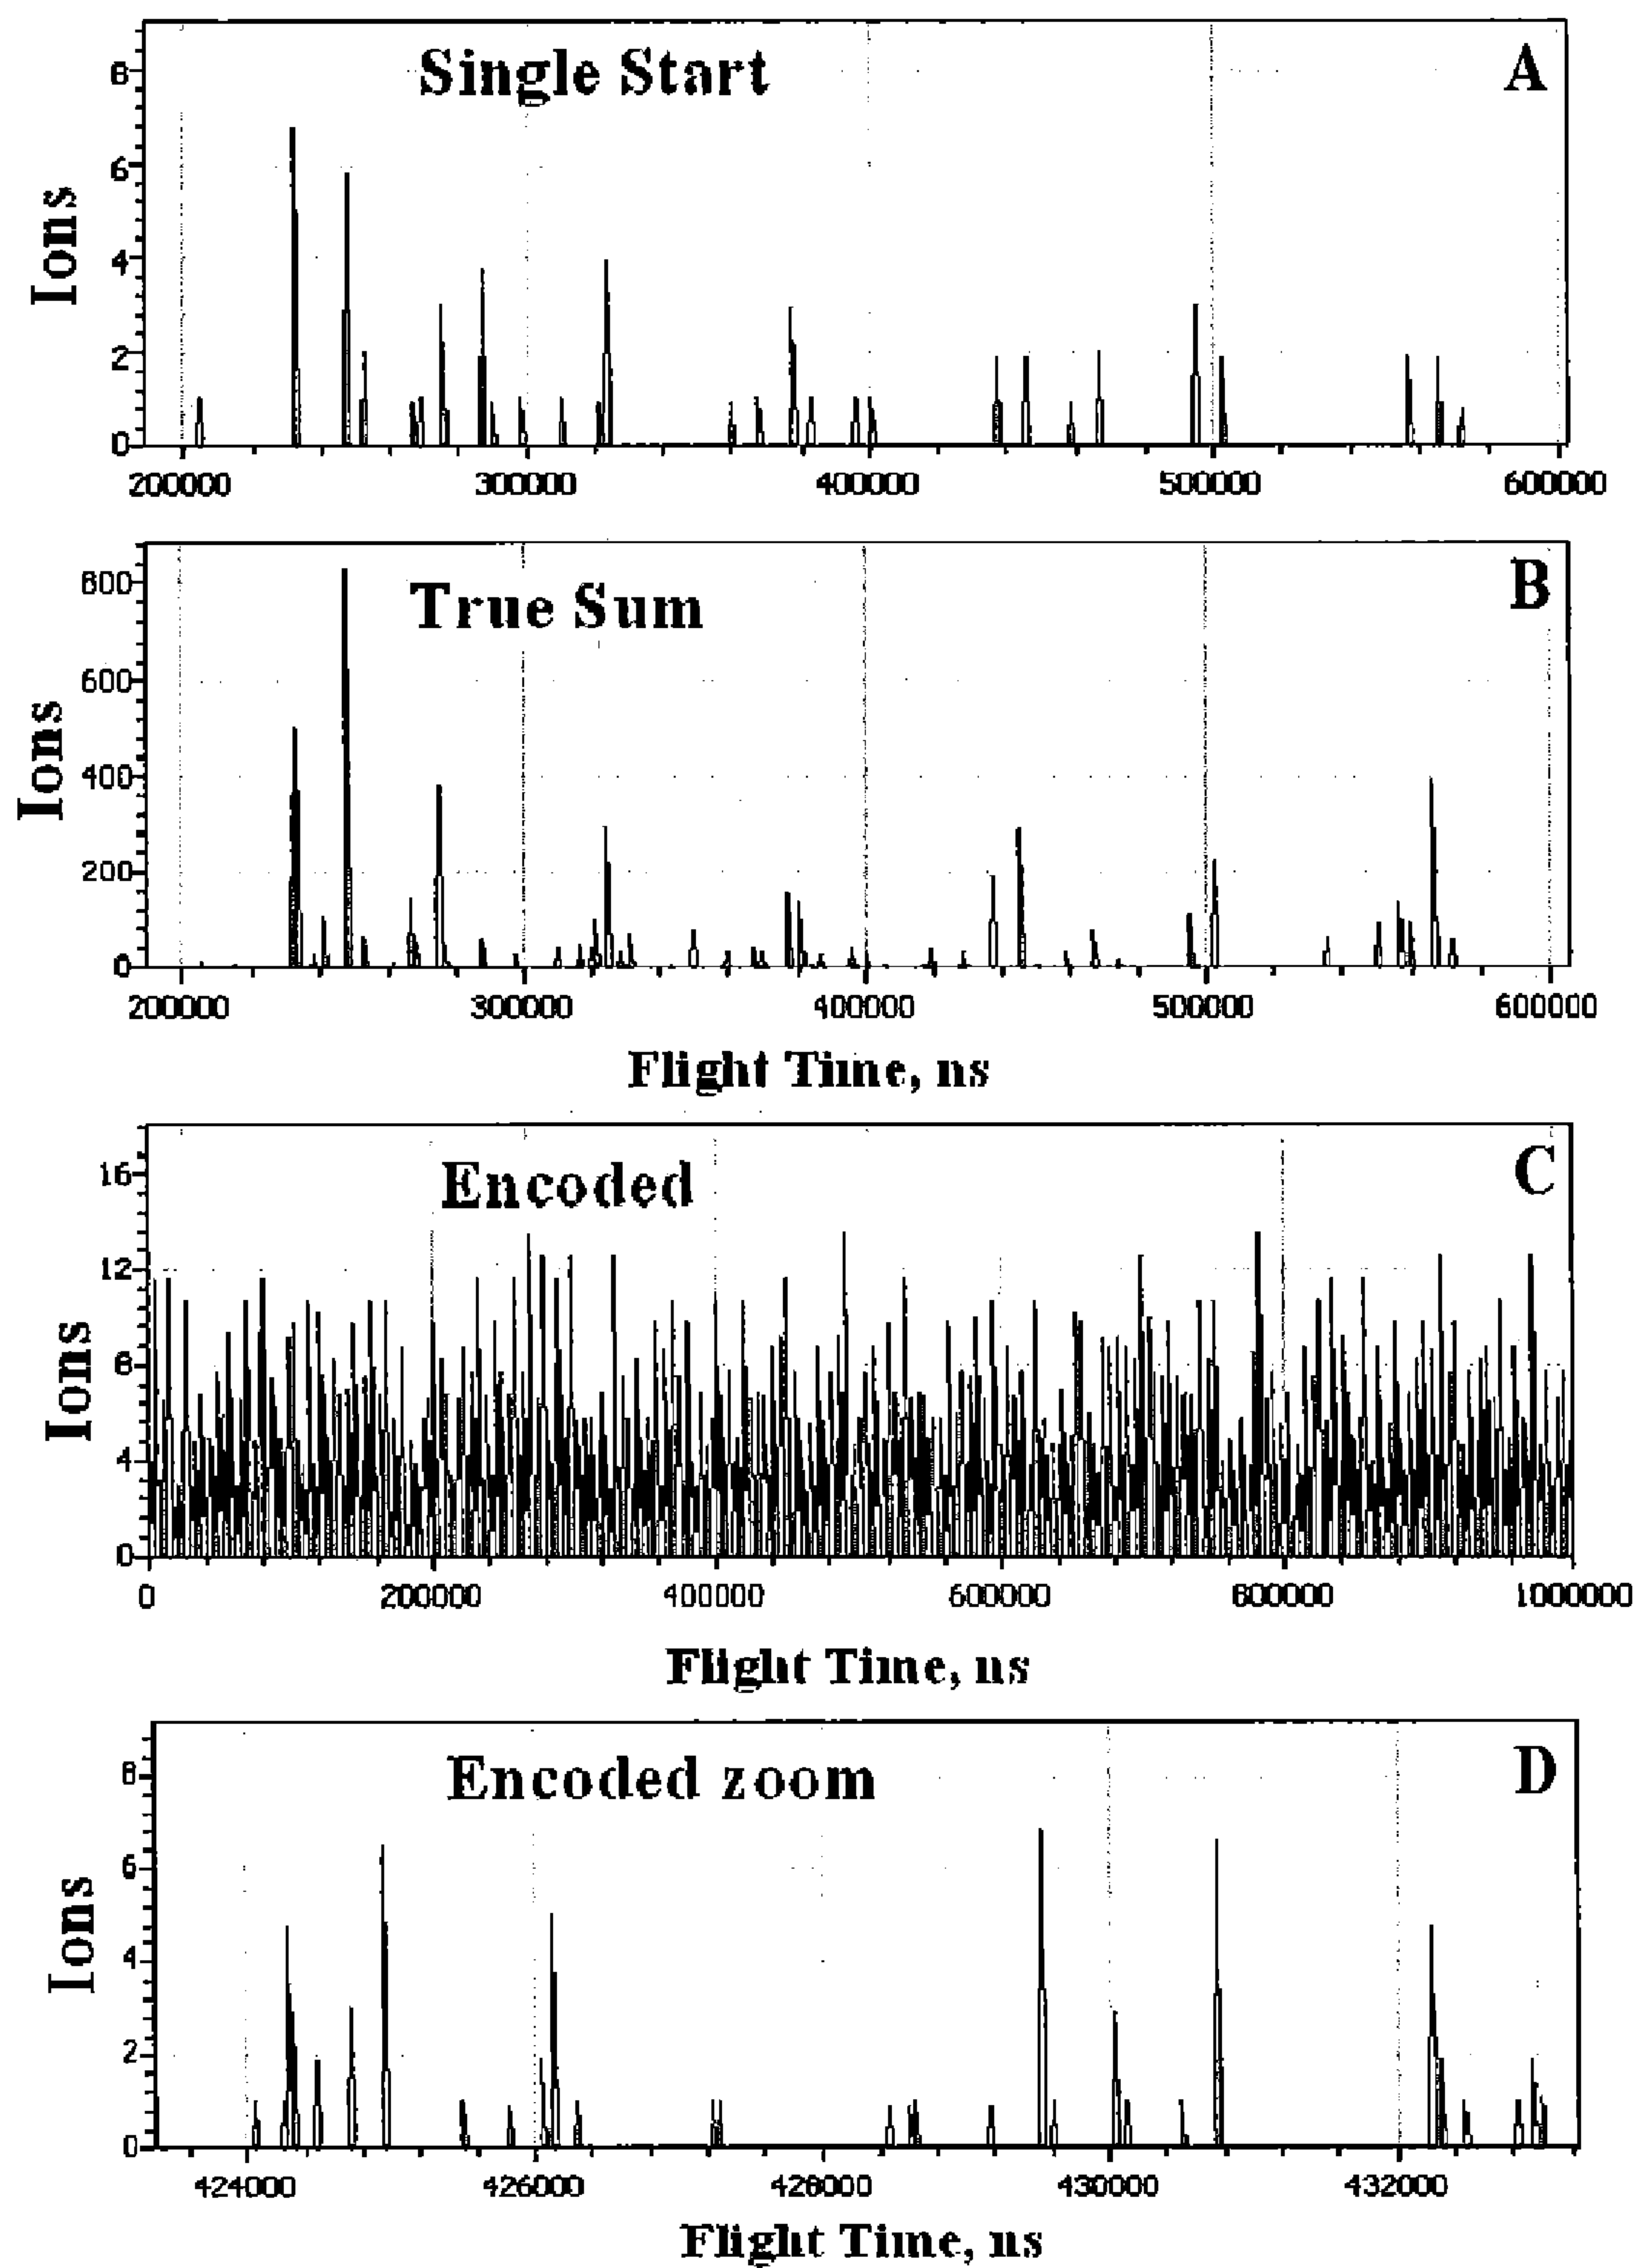 Single Start
A
8
6
4
2
0
Ions
200000 300000 400000 500000 600000
True Sum
B
800
600
400
200
0
Ions
200000 300000 400000 500000 600000
Flight Time, ns
Encoded
C
16
12
8
4
0
Ions
0 200000 400000 600000 800000 1000000
Flight Time, ns
Encoded zoom
D
8
6
4
2
0
Ions
424000 426000 428000 430000 432000
Flight Time, ns